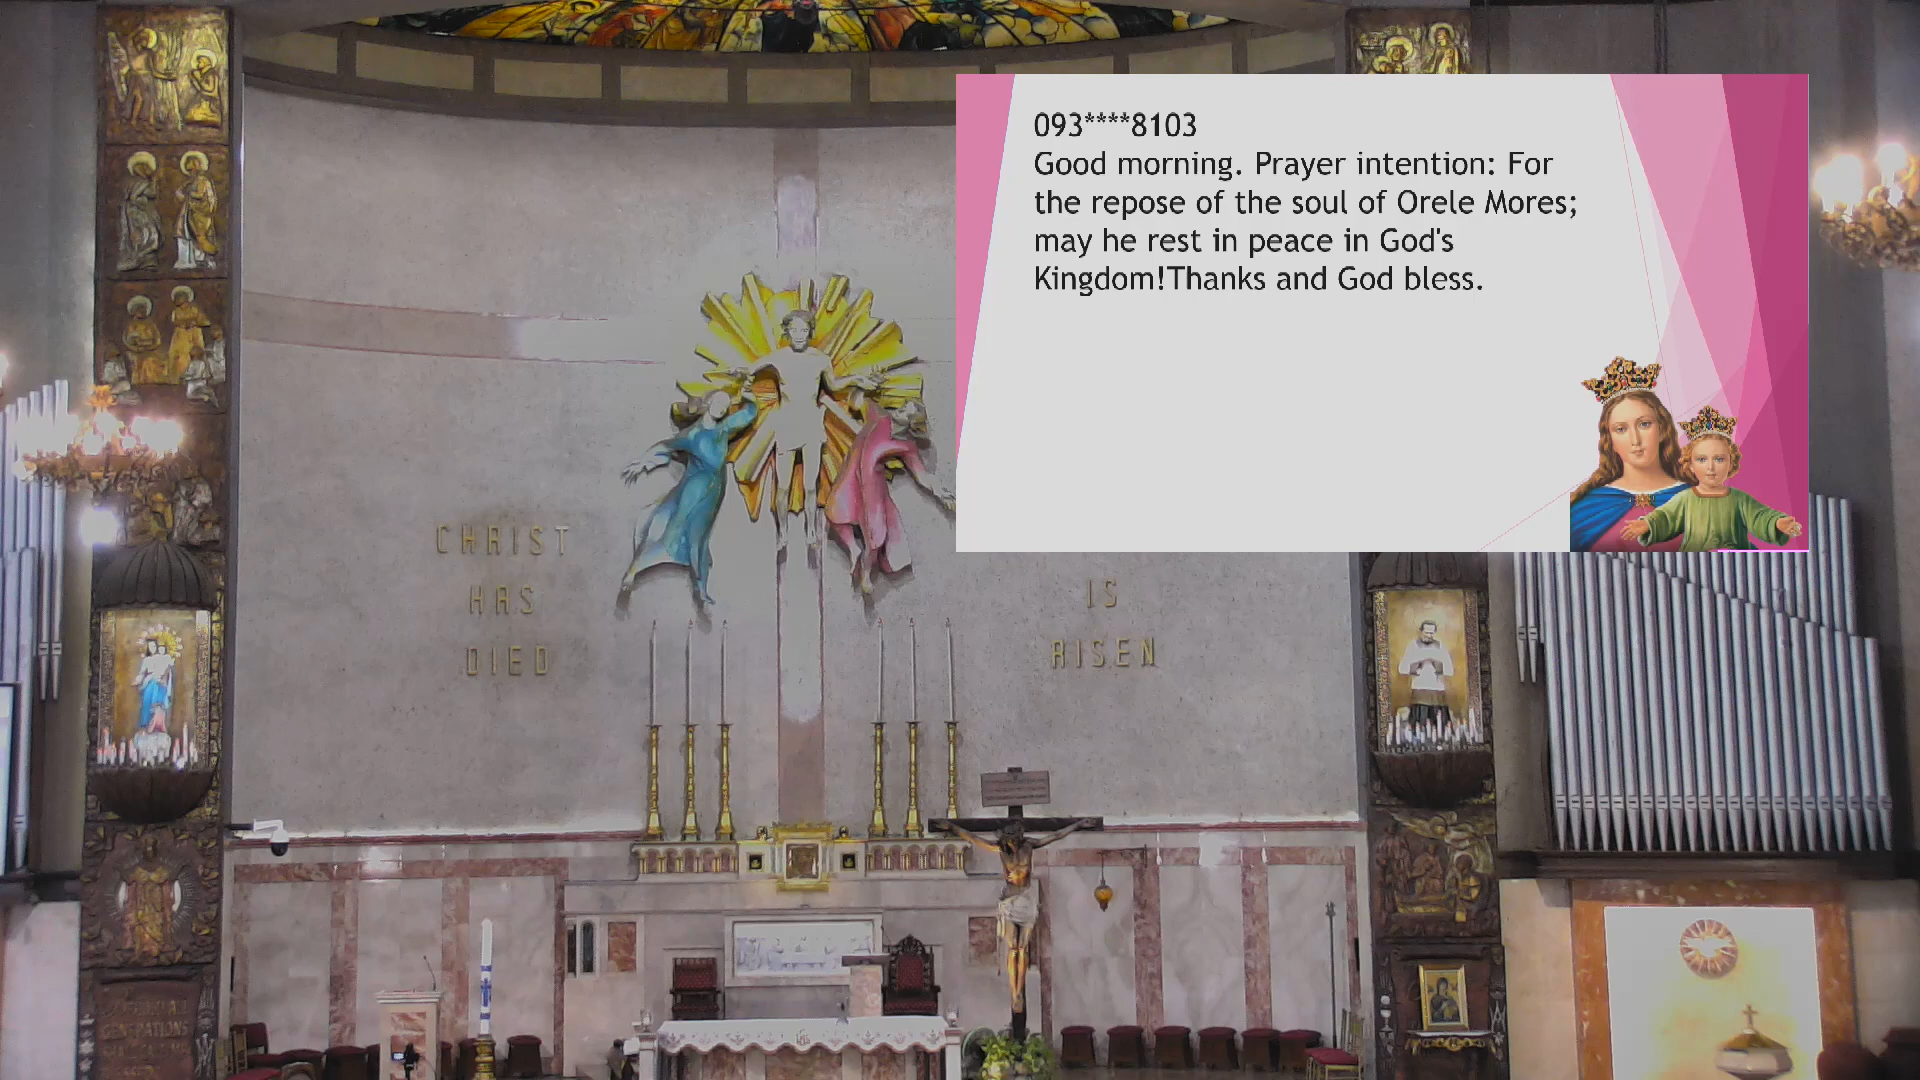 093****8103
Good morning. Prayer intention: For
the repose of the soul of Orele Mores;
may he rest in peace in God's
Kingdom!Thanks and God bless.
CHRIST
HAS
DIED
IS
RISEN
GENERATIONS